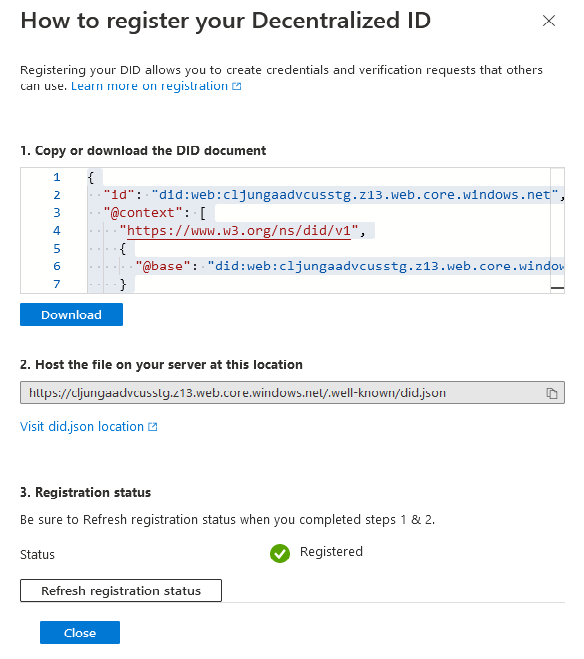 How to register your Decentralized ID
Registering your DID allows you to create credentials and verification requests that others
can use. Learn more on registration
1. Copy or download the DID document
1 {
2 "id": "did:web:cljungaadvcusstg.z13.web.core.windows.net",
3 "@context": [
4 "https://www.w3.org/ns/did/v1",
5 {
6 "@base": "did:web:cljungaadvcusstg.z13.web.core.window
7 }
Download
2. Host the file on your server at this location
https://cljungaadvcusstg.z13.web.core.windows.net/.well-known/did.json
Visit did.json location
3. Registration status
Be sure to Refresh registration status when you completed steps 1 & 2.
Status Registered
Refresh registration status
Close